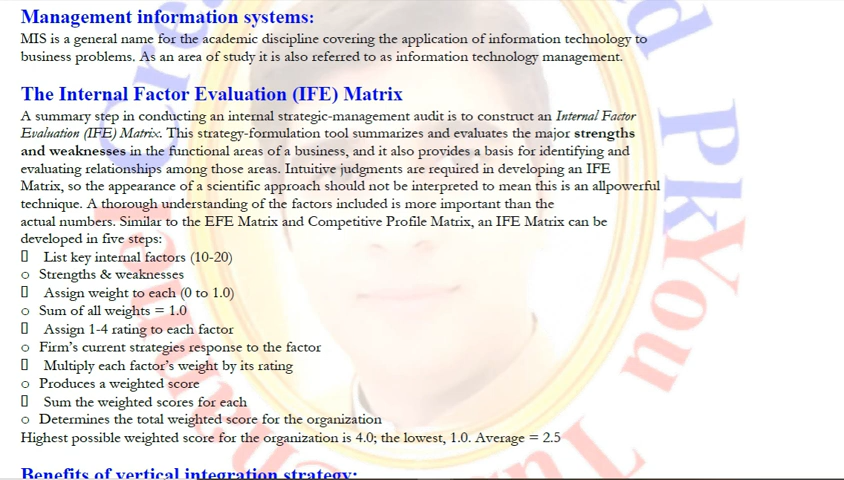 Management information systems:
MIS is a general name for the academic discipline covering the application of information technology to
business problems. As an area of study it is also referred to as information technology management.
The Internal Factor Evaluation (IFE) Matrix
A summary step in conducting an internal strategic-management audit is to construct an Internal Factor
Evaluation (IFE) Matrix. This strategy-formulation tool summarizes and evaluates the major strengths
and weaknesses in the functional areas of a business, and it also provides a basis for identifying and
evaluating relationships among those areas. Intuitive judgments are required in developing an IFE
Matrix, so the appearance of a scientific approach should not be interpreted to mean this is an allpowerful
technique. A thorough understanding of the factors included is more important than the
actual numbers. Similar to the EFE Matrix and Competitive Profile Matrix, an IFE Matrix can be
developed in five steps:
List key internal factors (10-20)
o Strengths & weaknesses
Assign weight to each (0 to 1.0)
o Sum of all weights = 1.0
Assign 1-4 rating to each factor
o Firm's current strategies response to the factor
Multiply each factor's weight by its rating
o Produces a weighted score
Sum the weighted scores for each
o Determines the total weighted score for the organization
Highest possible weighted score for the organization is 4.0; the lowest, 1.0. Average = 2.5
Benefits of vertical integration strategy: